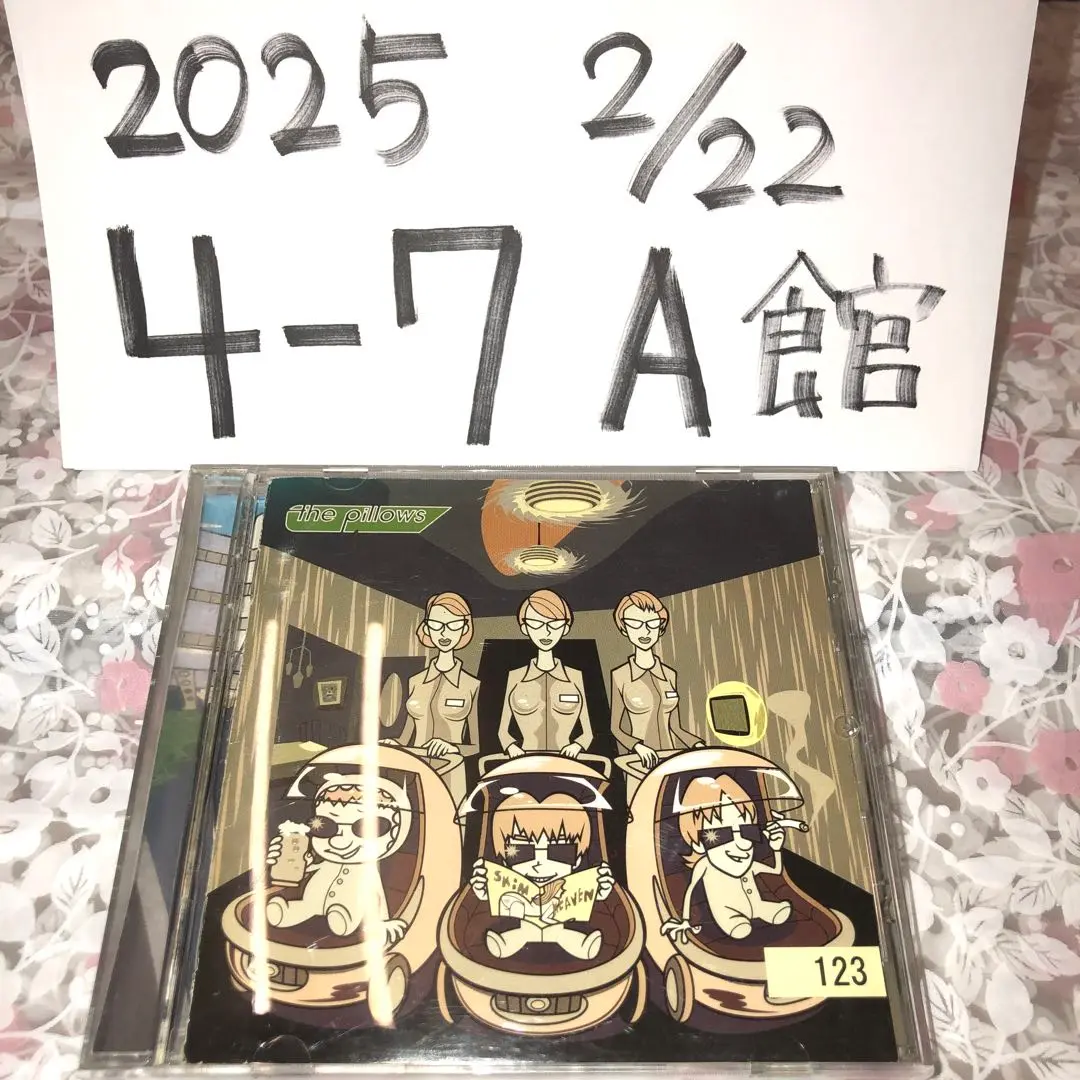 2025 2/22
4-7 A館
the pillows
SKiN HEAVEN
123